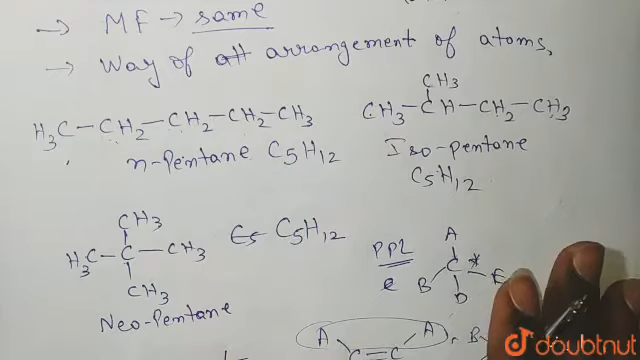 → MF → same
→ Way of arrangement of atoms,
H3C-CH2-CH2-CH2-CH3
n-Pentane C5H12
CH3
CH3-CH-CH2-CH3
Iso-pentane
C5H12
CH3
H3C-C-CH3
CH3
Neo-Pentane
C5H12
PPL
A
B C* E
D
A A
C=C
doubtnut